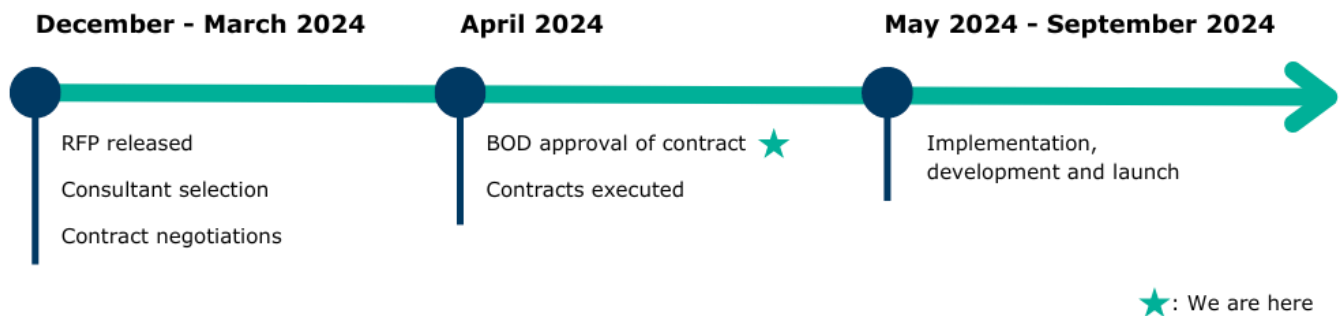 December - March 2024
April 2024
May 2024 - September 2024
RFP released
Consultant selection
Contract negotiations
BOD approval of contract
Contracts executed
Implementation,
development and launch
: We are here